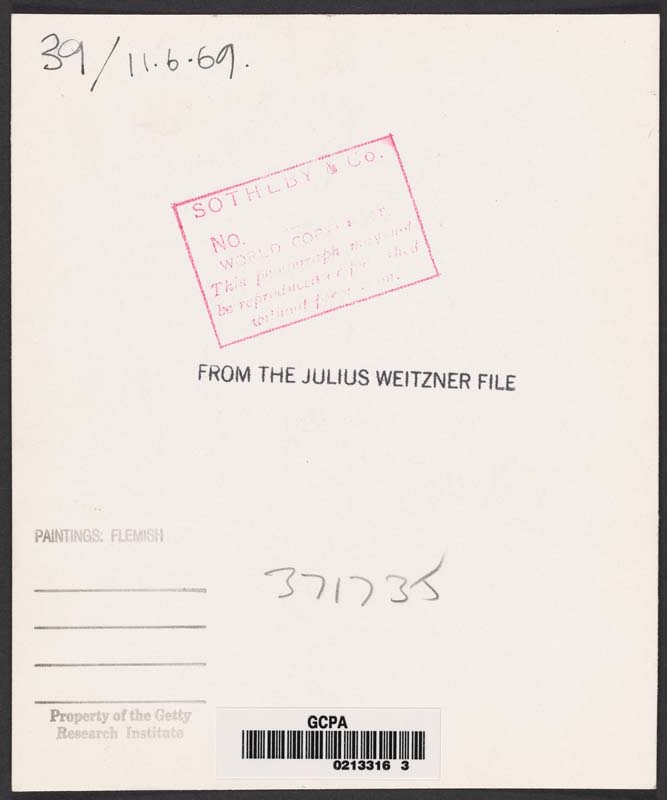 39/11.6.69.
SOTHEBY & Co.
NO.
WORLD COPYRIGHT
This photograph may not
be reproduced or published
without permission.
FROM THE JULIUS WEITZNER FILE
PAINTINGS: FLEMISH
371735
Property of the Getty
Research Institute
GCPA
0213316 3